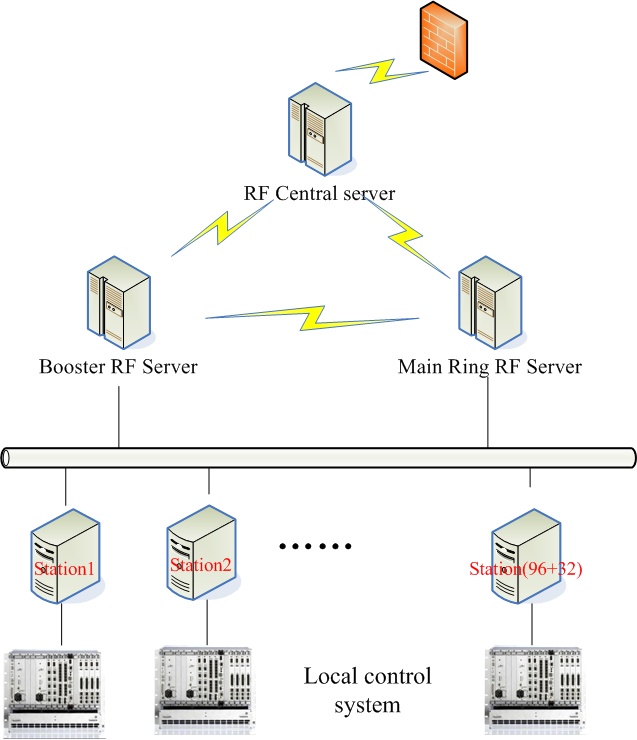 RF Central server
Booster RF Server
Main Ring RF Server
Station1
Station2
......
Station(96+32)
Local control
system